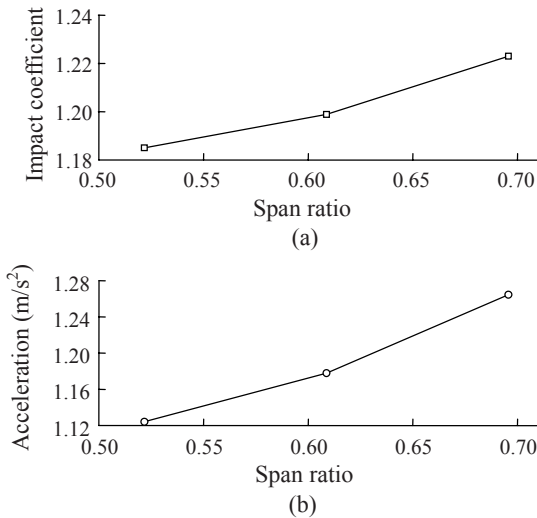 Impact coefficient
1.24
1.22
1.20
1.18
0.50 0.55 0.60 0.65 0.70
Span ratio
(a)
Acceleration (m/s²)
1.28
1.24
1.20
1.16
1.12
0.50 0.55 0.60 0.65 0.70
Span ratio
(b)